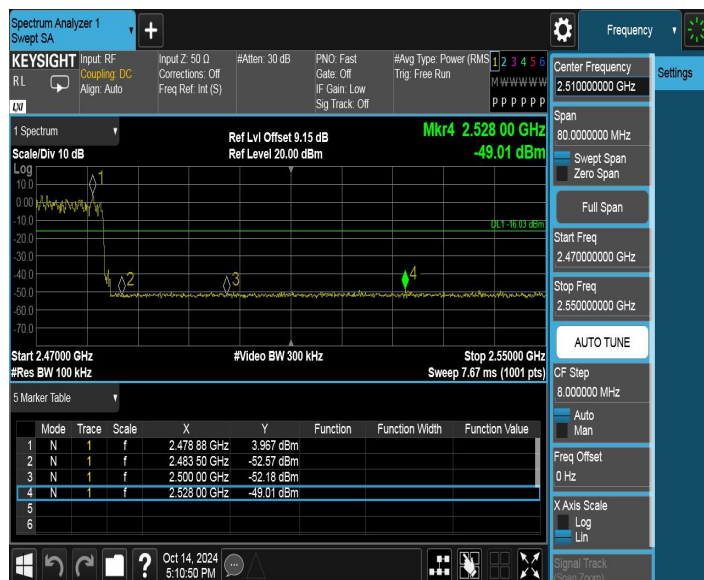 Spectrum Analyzer 1
Swept SA
+
Frequency
KEYSIGHT
RL
LXI
Input: RF
Coupling: DC
Align: Auto
Input Z: 50 Ω
Corrections: Off
Freq Ref: Int (S)
#Atten: 30 dB
PNO: Fast
Gate: Off
IF Gain: Low
Sig Track: Off
#Avg Type: Power (RMS
Trig: Free Run
1 2 3 4 5 6
M W W W W W
P P P P P P
1 Spectrum
Scale/Div 10 dB
Ref Lvl Offset 9.15 dB
Ref Level 20.00 dBm
Mkr4 2.528 00 GHz
-49.01 dBm
Log
10.0
0.00
-10.0
-20.0
-30.0
-40.0
-50.0
-60.0
-70.0
1
2
3
4
DL1 -16.03 dBm
Start 2.47000 GHz
#Res BW 100 kHz
#Video BW 300 kHz
Stop 2.55000 GHz
Sweep 7.67 ms (1001 pts)
5 Marker Table
Mode Trace Scale X Y Function Function Width Function Value
1 N 1 f 2.478 88 GHz 3.967 dBm
2 N 1 f 2.483 50 GHz -52.57 dBm
3 N 1 f 2.500 00 GHz -52.18 dBm
4 N 1 f 2.528 00 GHz -49.01 dBm
5
6
?
Oct 14, 2024
5:10:50 PM
Center Frequency
2.510000000 GHz
Settings
Span
80.0000000 MHz
Swept Span
Zero Span
Full Span
Start Freq
2.470000000 GHz
Stop Freq
2.550000000 GHz
AUTO TUNE
CF Step
8.000000 MHz
Auto
Man
Freq Offset
0 Hz
X Axis Scale
Log
Lin
Signal Track
(Span Zoom)